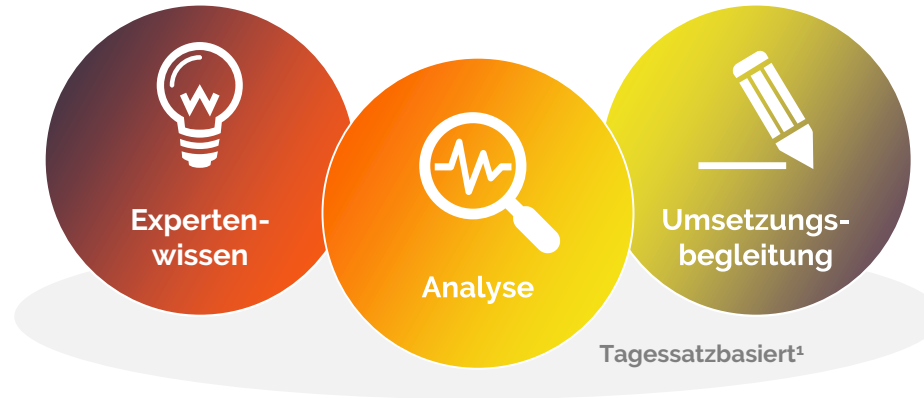 Experten-
wissen
Analyse
Umsetzungs-
begleitung
Tagessatzbasiert¹